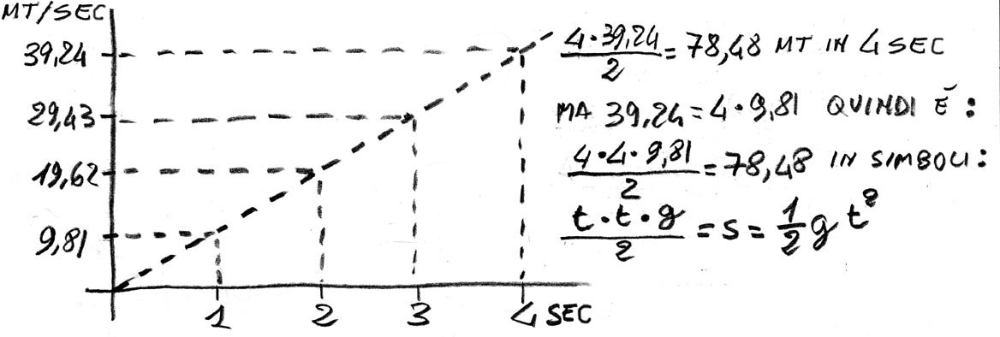 MT/SEC
39,24
29,43
19,62
9,81
1 2 3 4 SEC
4·39,24/2 = 78,48 MT IN 4 SEC
MA 39,24 = 4·9,81 QUINDI É :
4·4·9,81/2 = 78,48 IN SIMBOLI :
t·t·g/2 = s = 1/2 g t²